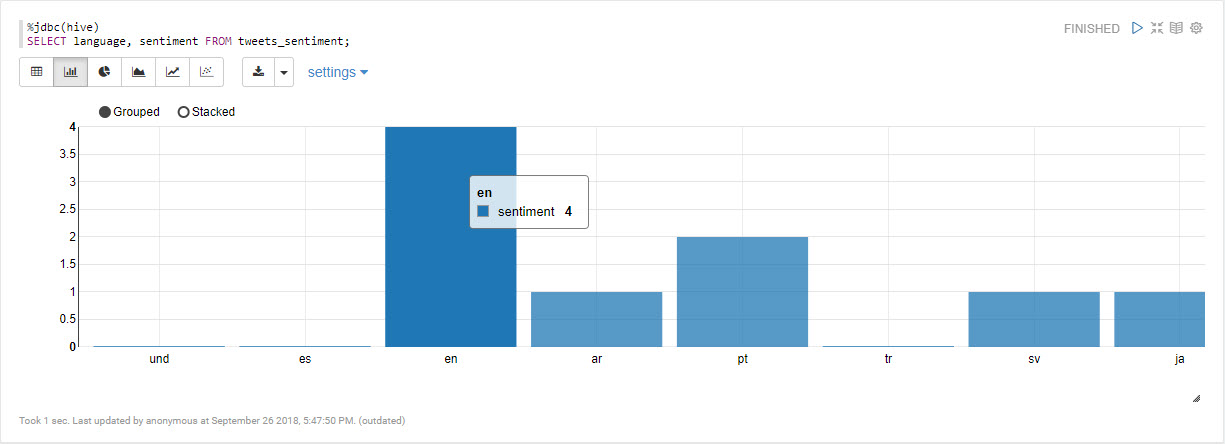 %jdbc(hive)
FINISHED
SELECT language, sentiment FROM tweets_sentiment;
settings
Grouped Stacked
4
3.5
3
2.5
2
1.5
1
0.5
0
en
sentiment 4
und es en ar pt tr sv ja
Took 1 sec. Last updated by anonymous at September 26 2018, 5:47:50 PM. (outdated)